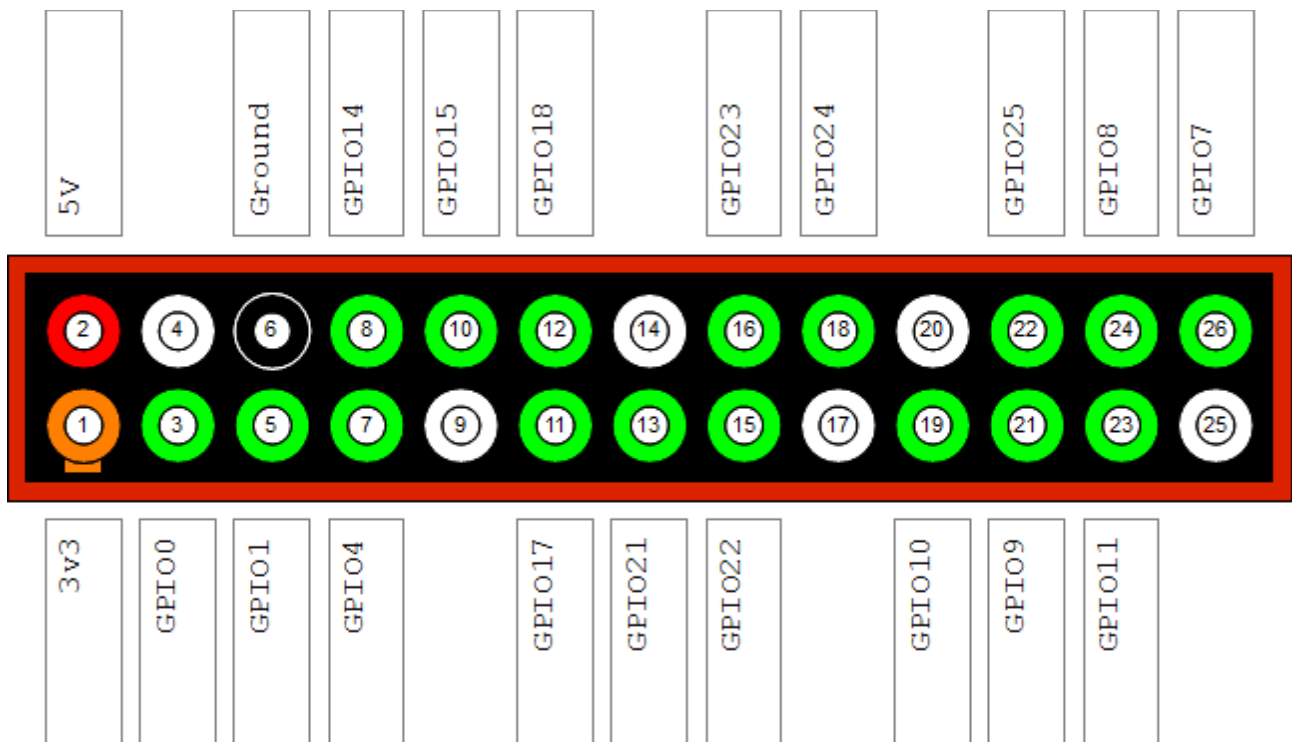 5V
Ground
GPIO14
GPIO15
GPIO18
GPIO23
GPIO24
GPIO25
GPIO8
GPIO7
2 4 6 8 10 12 14 16 18 20 22 24 26
1 3 5 7 9 11 13 15 17 19 21 23 25
3v3
GPIO0
GPIO1
GPIO4
GPIO17
GPIO21
GPIO22
GPIO10
GPIO9
GPIO11